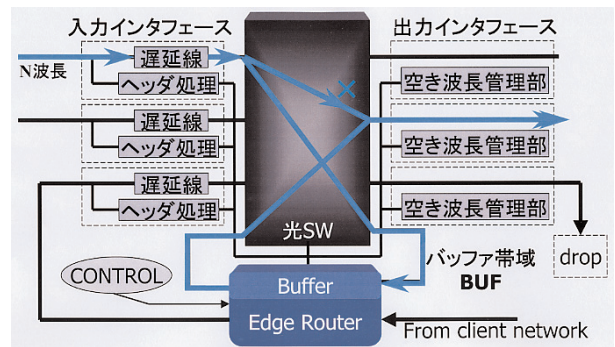 入力インタフェース
出力インタフェース
N波長
遅延線
ヘッダ処理
空き波長管理部
遅延線
ヘッダ処理
空き波長管理部
遅延線
ヘッダ処理
空き波長管理部
光SW
drop
バッファ帯域
BUF
CONTROL
Buffer
Edge Router
From client network